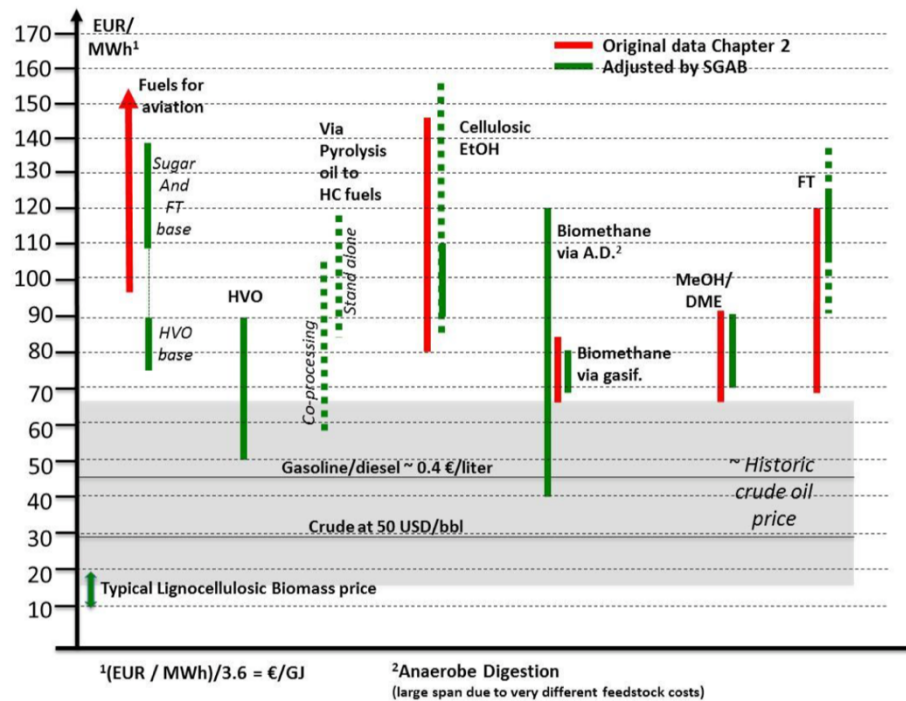 EUR/
MWh¹
170
160
150
140
130
120
110
100
90
80
70
60
50
40
30
20
10
Original data Chapter 2
Adjusted by SGAB
Fuels for
aviation
Sugar
And
FT
base
HVO
base
HVO
Via
Pyrolysis
oil to
HC fuels
Co-processing
Stand alone
Cellosic
EtOH
Biomethane
via A.D.²
Biomethane
via gasif.
MeOH/
DME
FT
Gasoline/diesel ~ 0.4 €/liter
Crude at 50 USD/bbl
~ Historic
crude oil
price
Typical Lignocellulosic Biomass price
¹(EUR / MWh)/3.6 = €/GJ
²Anaerobe Digestion
(large span due to very different feedstock costs)